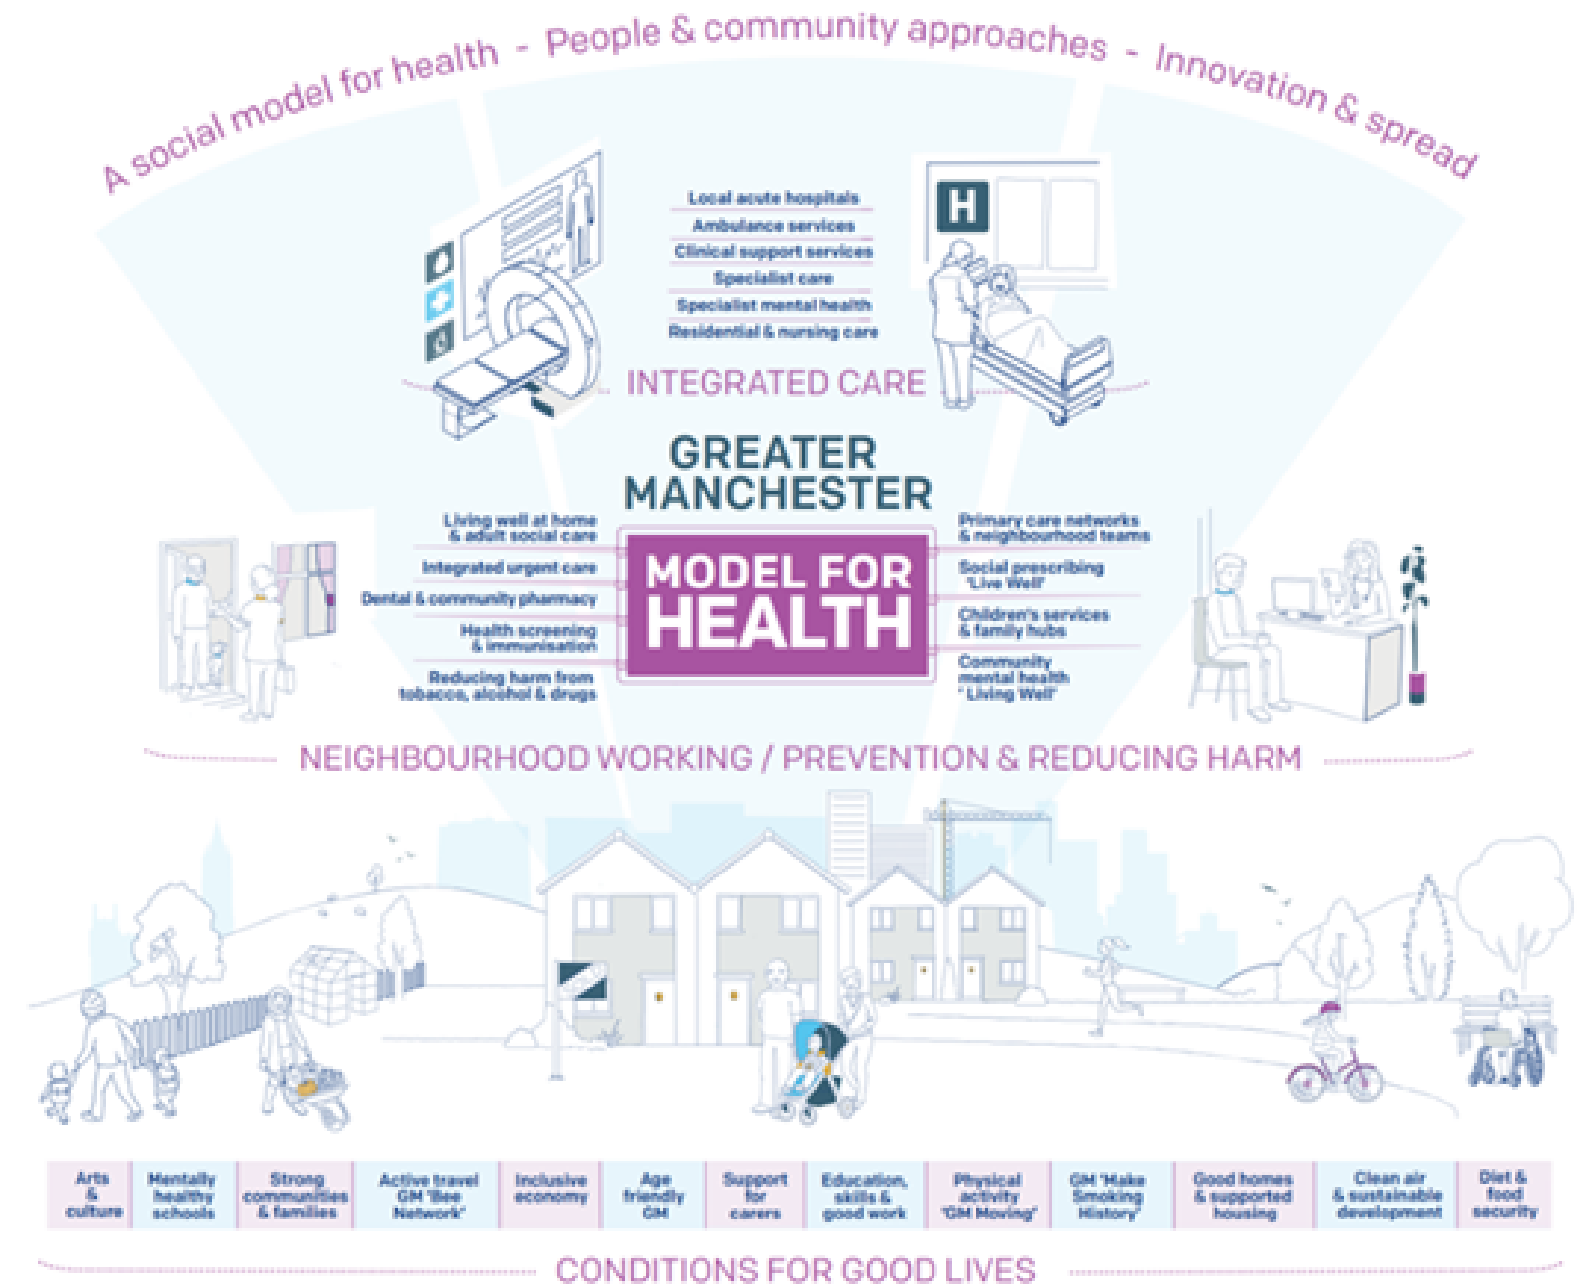 A social model for health - People & community approaches - Innovation & spread
H
Local acute hospitals
Ambulance services
Clinical support services
Specialist care
Specialist mental health
Residential & nursing care
INTEGRATED CARE
GREATER
MANCHESTER
MODEL FOR
HEALTH
Living well at home
& adult social care
Integrated urgent care
Dental & community pharmacy
Health screening
& immunisation
Reducing harm from
tobacco, alcohol & drugs
Primary care networks
& neighbourhood teams
Social prescribing
'Live Well'
Children's services
& family hubs
Community
mental health
'Living Well'
NEIGHBOURHOOD WORKING / PREVENTION & REDUCING HARM
Arts
&
culture
Mentally
healthy
schools
Strong
communities
& families
Active travel
GM 'Bee
Network'
Inclusive
economy
Age
friendly
GM
Support
for
carers
Education,
skills &
good work
Physical
activity
'GM Moving'
GM 'Make
Smoking
History'
Good homes
& supported
housing
Clean air
& sustainable
development
Diet &
food
security
CONDITIONS FOR GOOD LIVES